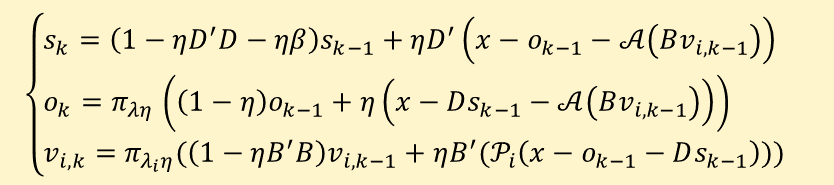 s_k = (1 − ηD′D − ηβ)s_{k−1} + ηD′(x − o_{k−1} − 𝒜(Bv_{i,k−1}))
o_k = π_{λη}((1 − η)o_{k−1} + η(x − Ds_{k−1} − 𝒜(Bv_{i,k−1})))
v_{i,k} = π_{λ_iη}((1 − ηB′B)v_{i,k−1} + ηB′(𝒫_i(x − o_{k−1} − Ds_{k−1})))